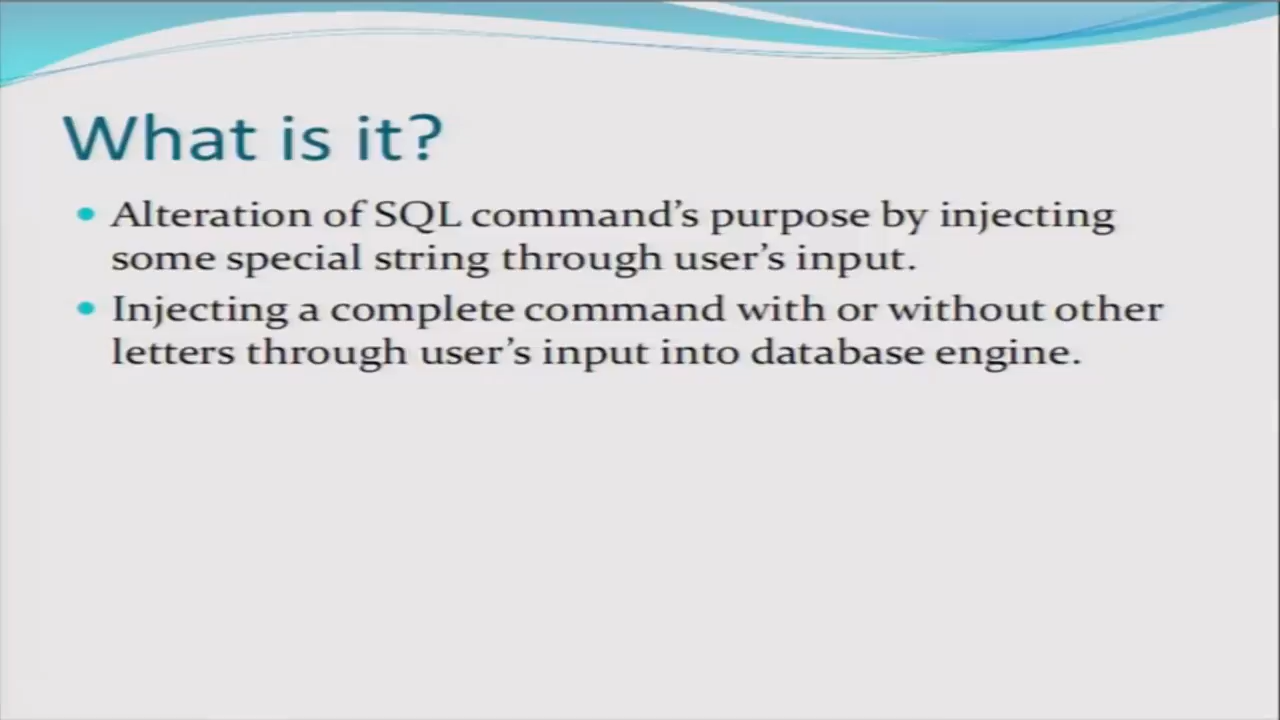 What is it?
• Alteration of SQL command's purpose by injecting
some special string through user's input.
• Injecting a complete command with or without other
letters through user's input into database engine.